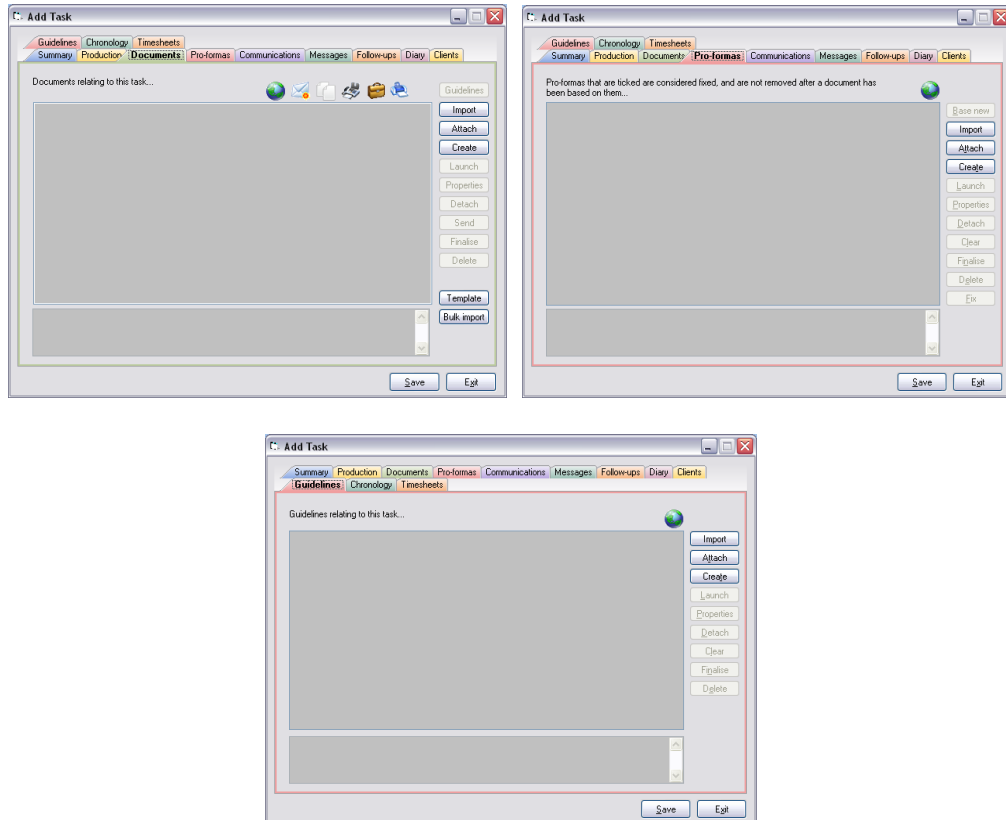 Add Task
Guidelines Chronology Timesheets
Summary Production Documents Pro-formas Communications Messages Follow-ups Diary Clients
Documents relating to this task...
Guidelines
Import
Attach
Create
Launch
Properties
Detach
Send
Finalise
Delete
Template
Bulk import
Save Exit
Add Task
Guidelines Chronology Timesheets
Summary Production Documents Pro-formas Communications Messages Follow-ups Diary Clients
Pro-formas that are ticked are considered fixed, and are not removed after a document has
been based on them...
Base new
Import
Attach
Create
Launch
Properties
Detach
Clear
Finalise
Delete
Fix
Save Exit
Add Task
Summary Production Documents Pro-formas Communications Messages Follow-ups Diary Clients
Guidelines Chronology Timesheets
Guidelines relating to this task...
Import
Attach
Create
Launch
Properties
Detach
Clear
Finalise
Delete
Save Exit